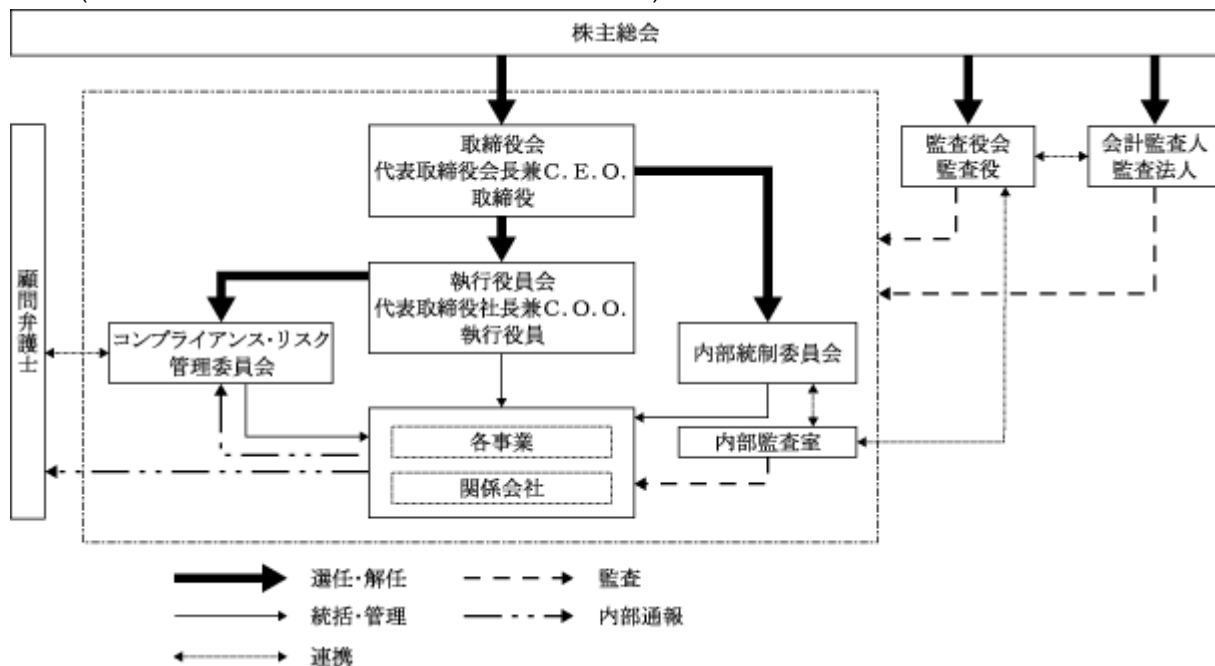 株主総会
取締役会
代表取締役会長兼C.E.O.
取締役
監査役会
監査役
会計監査人
監査法人
執行役員会
代表取締役社長兼C.O.O.
執行役員
顧問弁護士
コンプライアンス・リスク
管理委員会
内部統制委員会
各事業
内部監査室
関係会社
選任・解任
監査
統括・管理
内部通報
連携